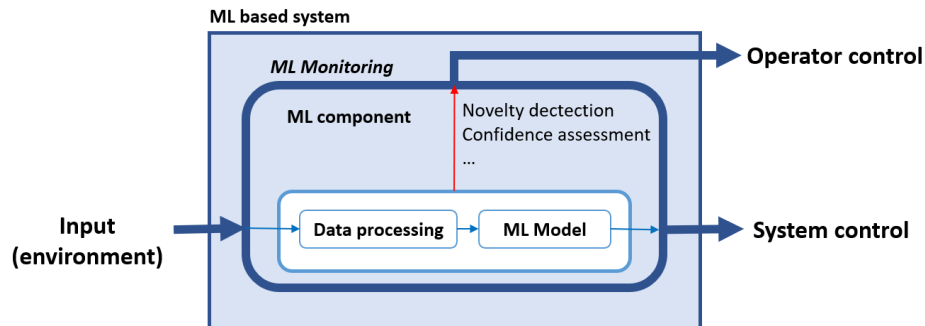 ML based system
Operator control
ML Monitoring
ML component
Novelty dectection
Confidence assessment
...
Input
(environment)
Data processing
ML Model
System control